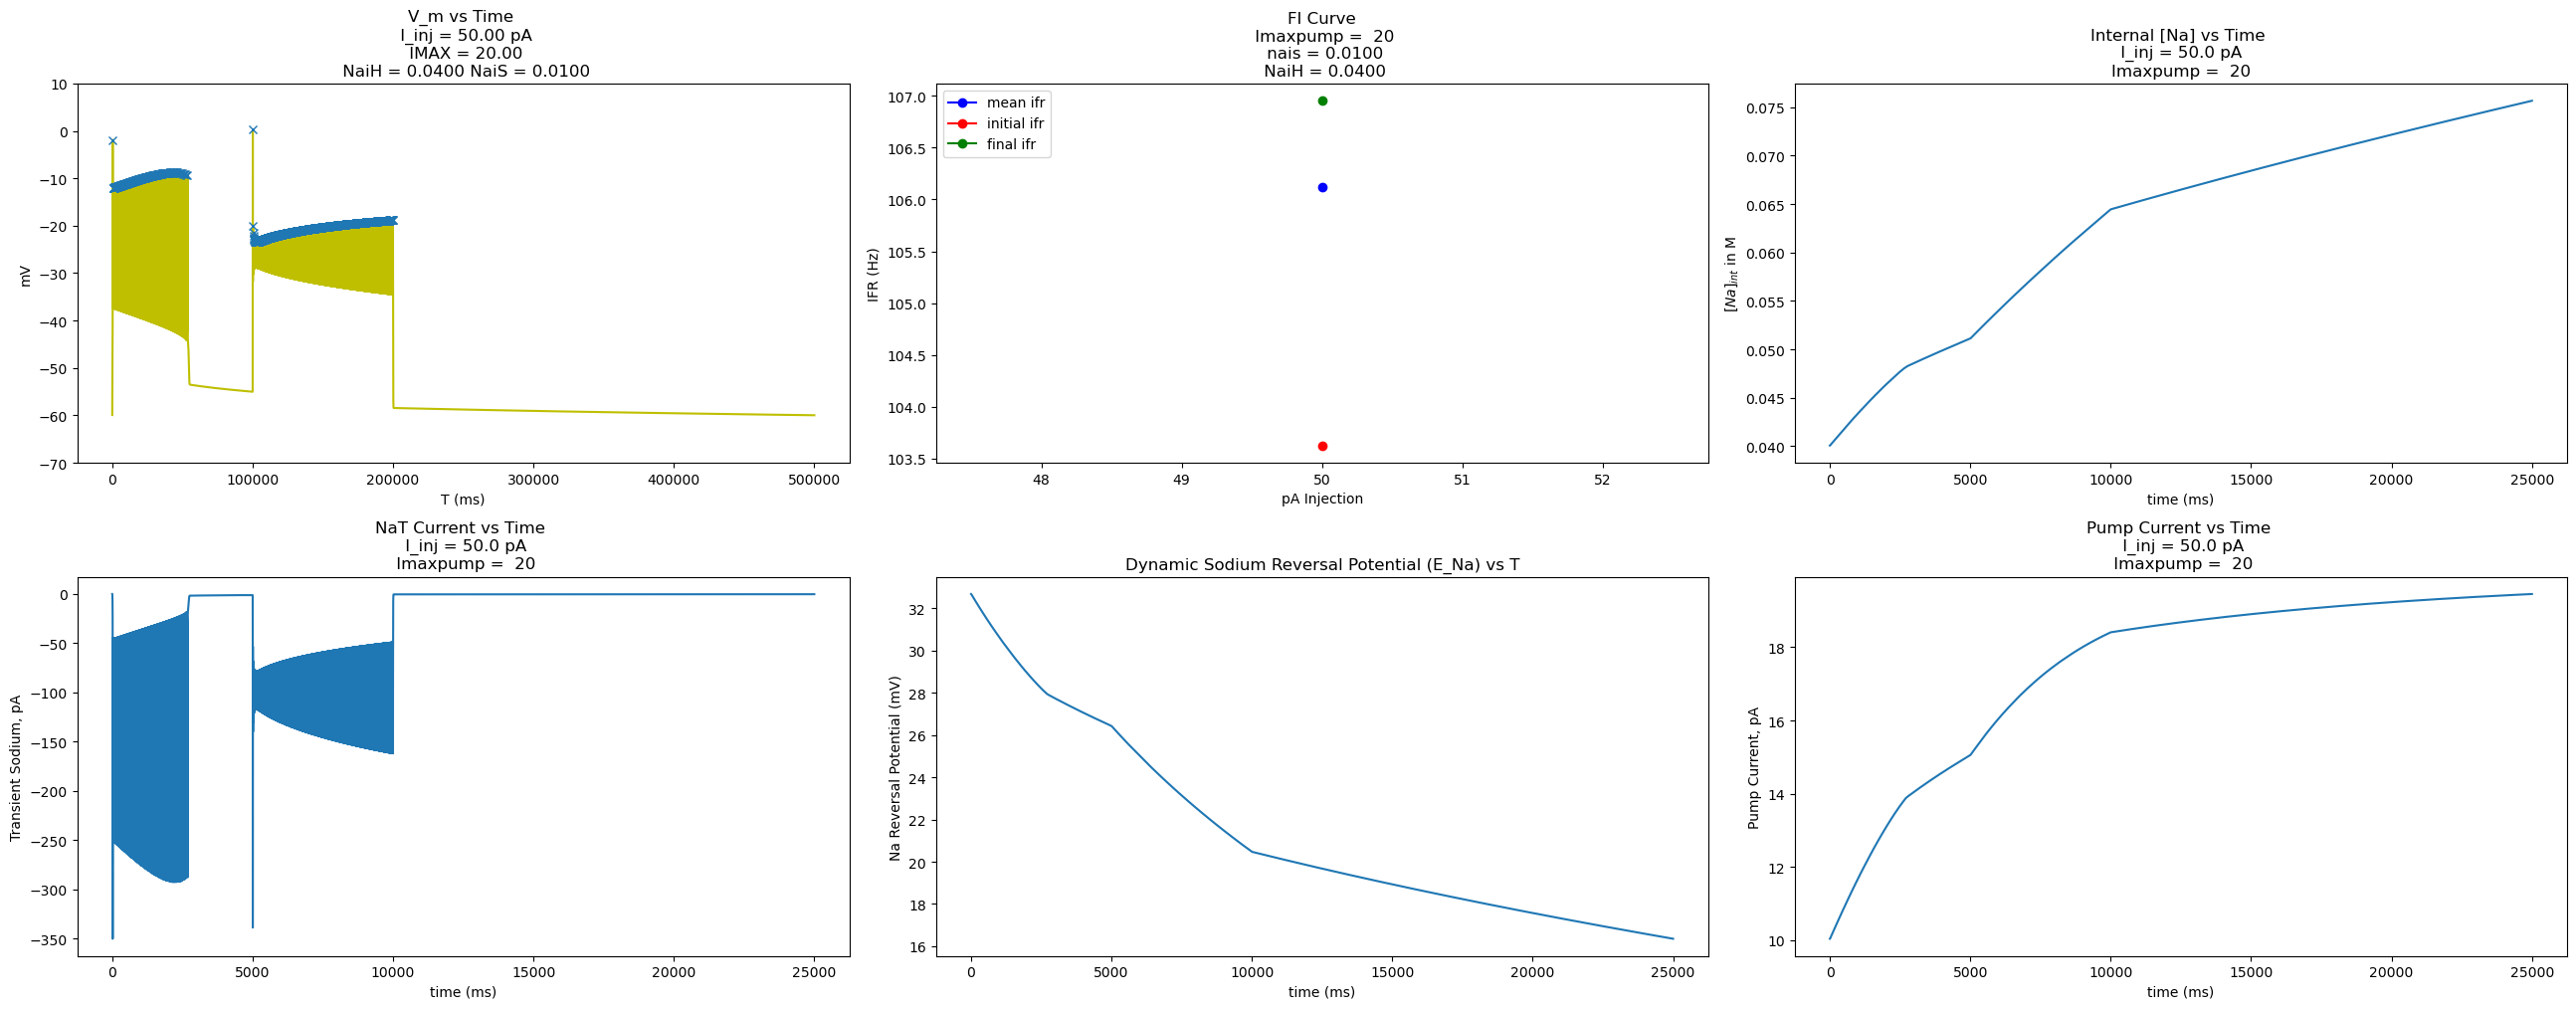 V_m vs Time
I_inj = 50.00 pA
IMAX = 20.00
NaiH = 0.0400 NaiS = 0.0100
10
0
−10
−20
−30
−40
−50
−60
−70
mV
0
100000
200000
300000
400000
500000
T (ms)
FI Curve
Imaxpump =  20
nais = 0.0100
NaiH = 0.0400
mean ifr
initial ifr
final ifr
107.0
106.5
106.0
105.5
105.0
104.5
104.0
103.5
IFR (Hz)
48
49
50
51
52
pA Injection
Internal [Na] vs Time
I_inj = 50.0 pA
Imaxpump =  20
0.075
0.070
0.065
0.060
0.055
0.050
0.045
0.040
[Na]int in M
0
5000
10000
15000
20000
25000
time (ms)
NaT Current vs Time
I_inj = 50.0 pA
Imaxpump =  20
0
−50
−100
−150
−200
−250
−300
−350
Transient Sodium, pA
0
5000
10000
15000
20000
25000
time (ms)
Dynamic Sodium Reversal Potential (E_Na) vs T
32
30
28
26
24
22
20
18
16
Na Reversal Potential (mV)
0
5000
10000
15000
20000
25000
time (ms)
Pump Current vs Time
I_inj = 50.0 pA
Imaxpump =  20
18
16
14
12
10
Pump Current, pA
0
5000
10000
15000
20000
25000
time (ms)